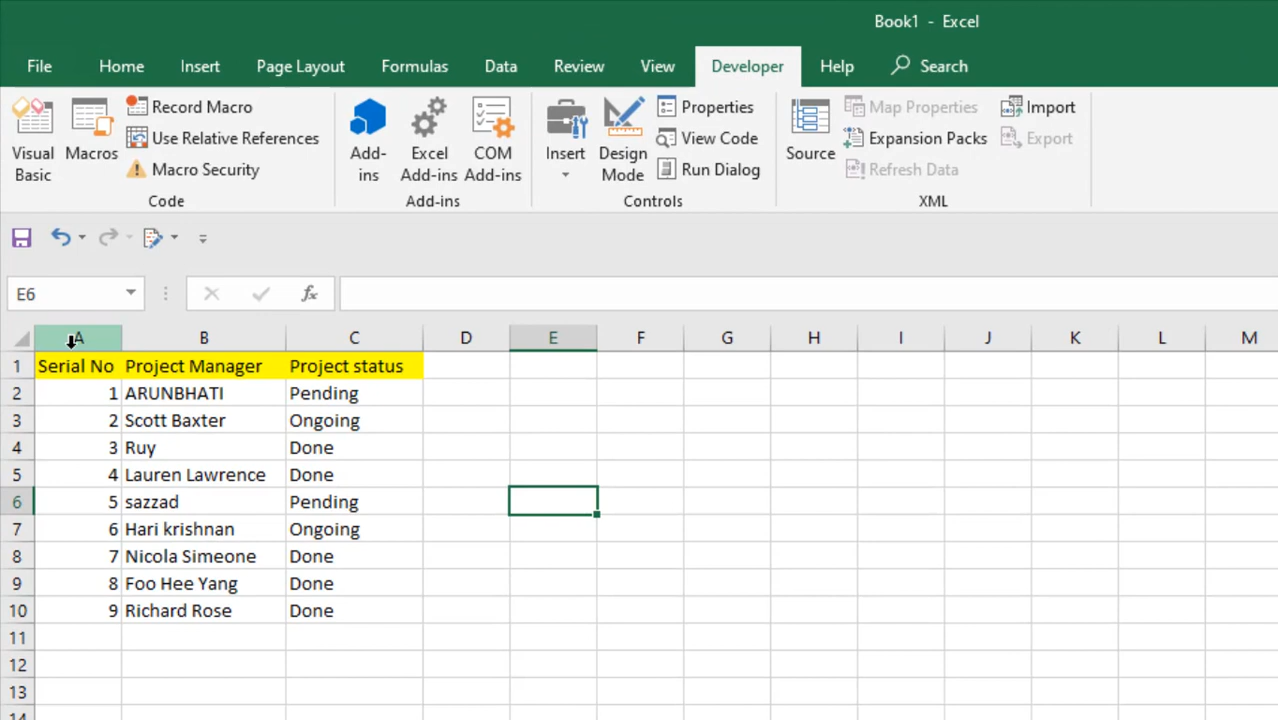 Book1 - Excel
File Home Insert Page Layout Formulas Data Review View Developer Help Search
Visual Basic
Macros
Record Macro
Use Relative References
Macro Security
Code
Add-ins
Excel Add-ins
COM Add-ins
Add-ins
Insert
Design Mode
Properties
View Code
Run Dialog
Controls
Source
Map Properties
Expansion Packs
Refresh Data
Import
Export
XML
E6 fx
A B C D E F G H I J K L M
1 Serial No Project Manager Project status
2 1 ARUNBHATI Pending
3 2 Scott Baxter Ongoing
4 3 Ruy Done
5 4 Lauren Lawrence Done
6 5 sazzad Pending
7 6 Hari krishnan Ongoing
8 7 Nicola Simeone Done
9 8 Foo Hee Yang Done
10 9 Richard Rose Done
11
12
13
14